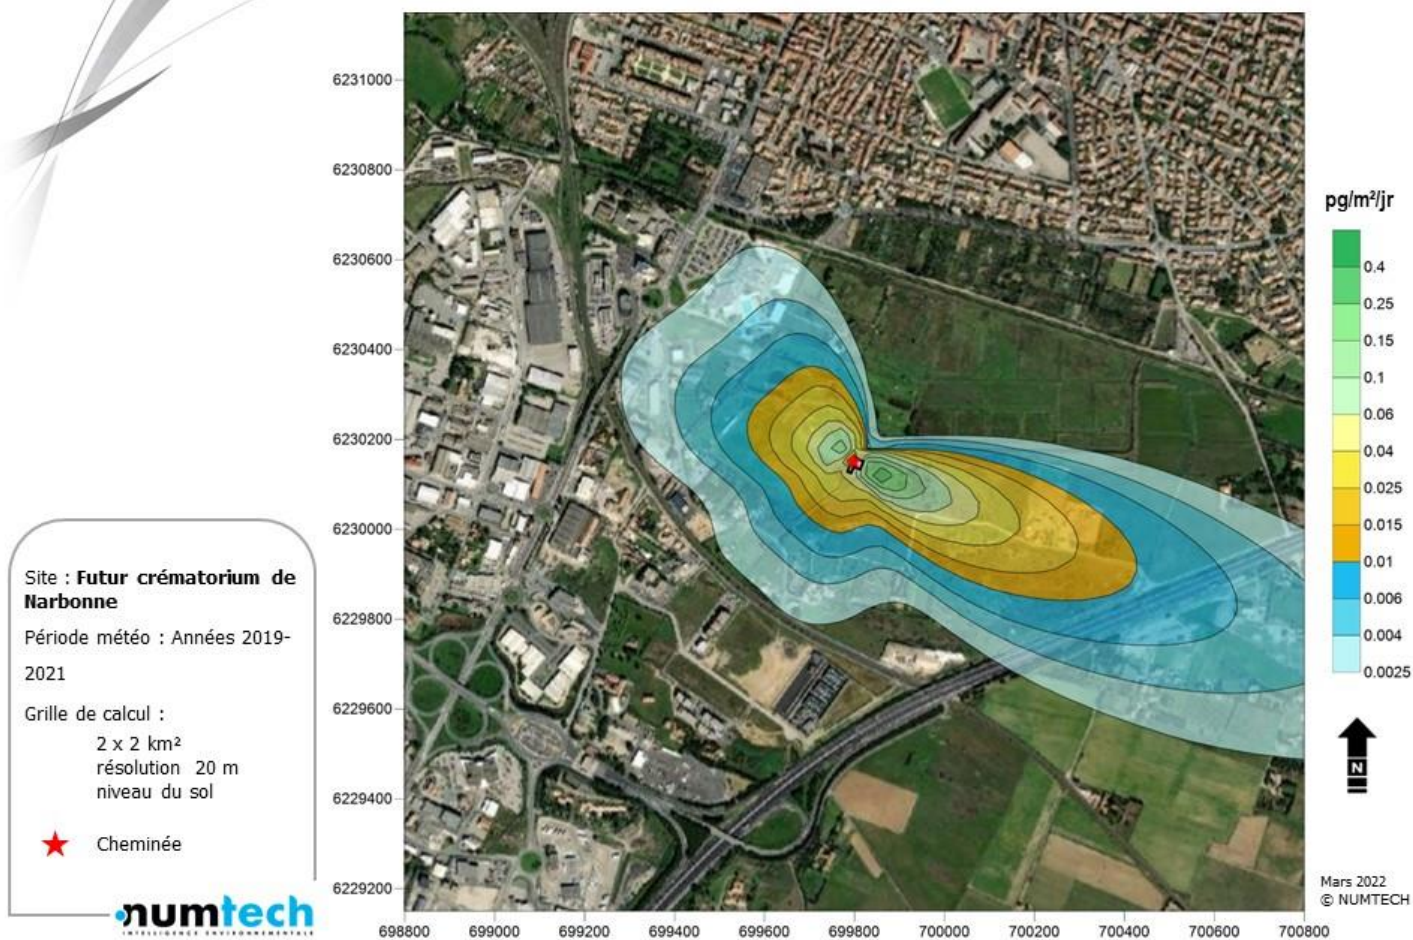 6231000
6230800
6230600
6230400
6230200
6230000
6229800
6229600
6229400
6229200
698800 699000 699200 699400 699600 699800 700000 700200 700400 700600 700800
pg/m²/jr
0.4
0.25
0.15
0.1
0.06
0.04
0.025
0.015
0.01
0.006
0.004
0.0025
N
Site : Futur crématorium de
Narbonne
Période météo : Années 2019-
2021
Grille de calcul :
2 x 2 km²
résolution 20 m
niveau du sol
Cheminée
numtech
INTELLIGENCE ENVIRONNEMENTALE
Mars 2022
© NUMTECH